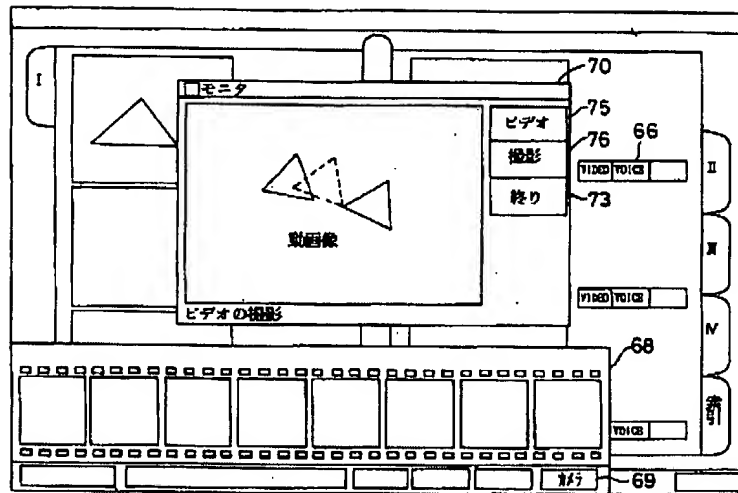 I
モニタ
70
ビデオ
75
撮影
76
終り
73
動画像
ビデオの撮影
66
VIDEO VOICE
VIDEO VOICE
VOICE
II
III
IV
索引
68
カメラ
69